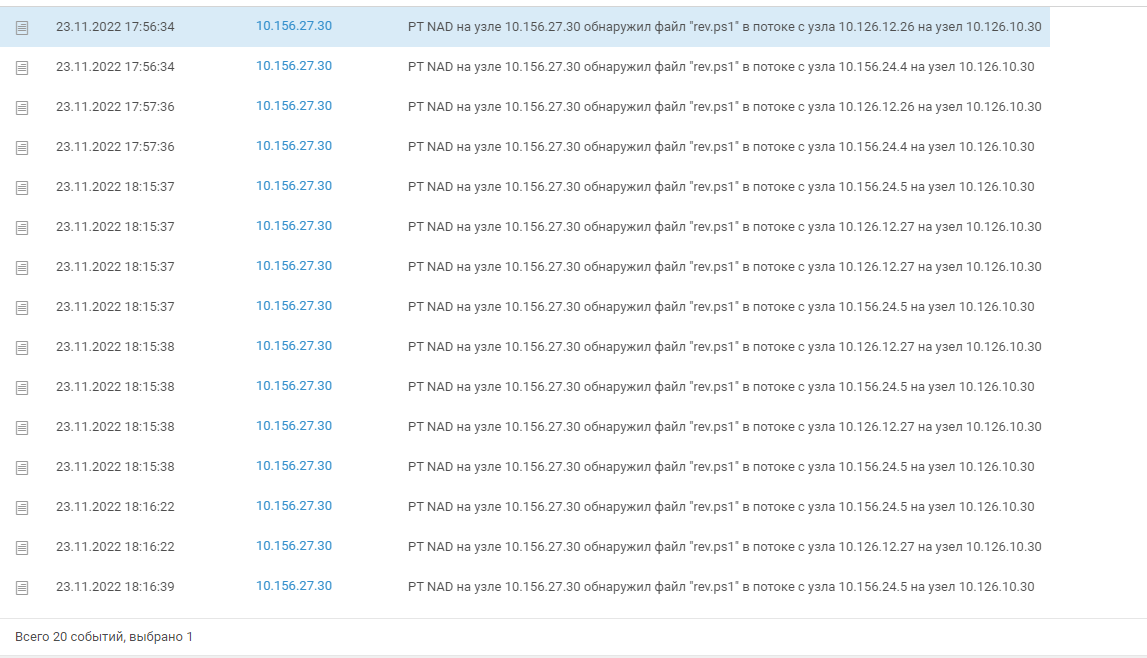 23.11.2022 17:56:34 10.156.27.30 PT NAD на узле 10.156.27.30 обнаружил файл "rev.ps1" в потоке с узла 10.126.12.26 на узел 10.126.10.30
23.11.2022 17:56:34 10.156.27.30 PT NAD на узле 10.156.27.30 обнаружил файл "rev.ps1" в потоке с узла 10.156.24.4 на узел 10.126.10.30
23.11.2022 17:57:36 10.156.27.30 PT NAD на узле 10.156.27.30 обнаружил файл "rev.ps1" в потоке с узла 10.126.12.26 на узел 10.126.10.30
23.11.2022 17:57:36 10.156.27.30 PT NAD на узле 10.156.27.30 обнаружил файл "rev.ps1" в потоке с узла 10.156.24.4 на узел 10.126.10.30
23.11.2022 18:15:37 10.156.27.30 PT NAD на узле 10.156.27.30 обнаружил файл "rev.ps1" в потоке с узла 10.156.24.5 на узел 10.126.10.30
23.11.2022 18:15:37 10.156.27.30 PT NAD на узле 10.156.27.30 обнаружил файл "rev.ps1" в потоке с узла 10.126.12.27 на узел 10.126.10.30
23.11.2022 18:15:37 10.156.27.30 PT NAD на узле 10.156.27.30 обнаружил файл "rev.ps1" в потоке с узла 10.126.12.27 на узел 10.126.10.30
23.11.2022 18:15:37 10.156.27.30 PT NAD на узле 10.156.27.30 обнаружил файл "rev.ps1" в потоке с узла 10.156.24.5 на узел 10.126.10.30
23.11.2022 18:15:38 10.156.27.30 PT NAD на узле 10.156.27.30 обнаружил файл "rev.ps1" в потоке с узла 10.126.12.27 на узел 10.126.10.30
23.11.2022 18:15:38 10.156.27.30 PT NAD на узле 10.156.27.30 обнаружил файл "rev.ps1" в потоке с узла 10.156.24.5 на узел 10.126.10.30
23.11.2022 18:15:38 10.156.27.30 PT NAD на узле 10.156.27.30 обнаружил файл "rev.ps1" в потоке с узла 10.126.12.27 на узел 10.126.10.30
23.11.2022 18:15:38 10.156.27.30 PT NAD на узле 10.156.27.30 обнаружил файл "rev.ps1" в потоке с узла 10.156.24.5 на узел 10.126.10.30
23.11.2022 18:16:22 10.156.27.30 PT NAD на узле 10.156.27.30 обнаружил файл "rev.ps1" в потоке с узла 10.156.24.5 на узел 10.126.10.30
23.11.2022 18:16:22 10.156.27.30 PT NAD на узле 10.156.27.30 обнаружил файл "rev.ps1" в потоке с узла 10.126.12.27 на узел 10.126.10.30
23.11.2022 18:16:39 10.156.27.30 PT NAD на узле 10.156.27.30 обнаружил файл "rev.ps1" в потоке с узла 10.156.24.5 на узел 10.126.10.30
Всего 20 событий, выбрано 1